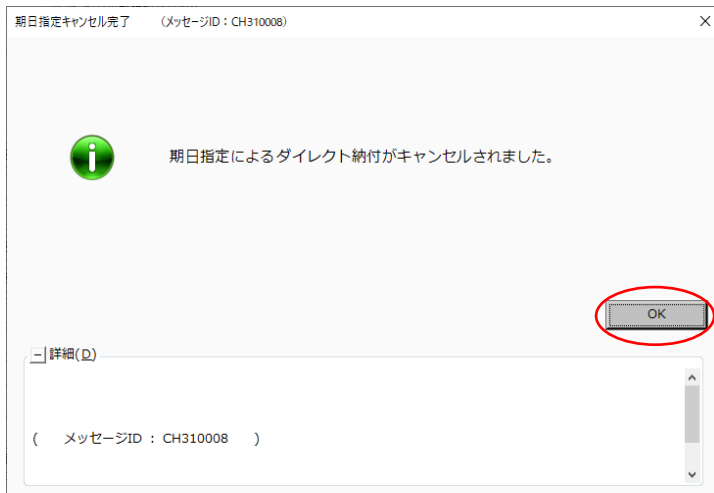 期日指定キャンセル完了　　（メッセージID：CH310008）
期日指定によるダイレクト納付がキャンセルされました。
OK
詳細(D)
(　　メッセージID ： CH310008　　)